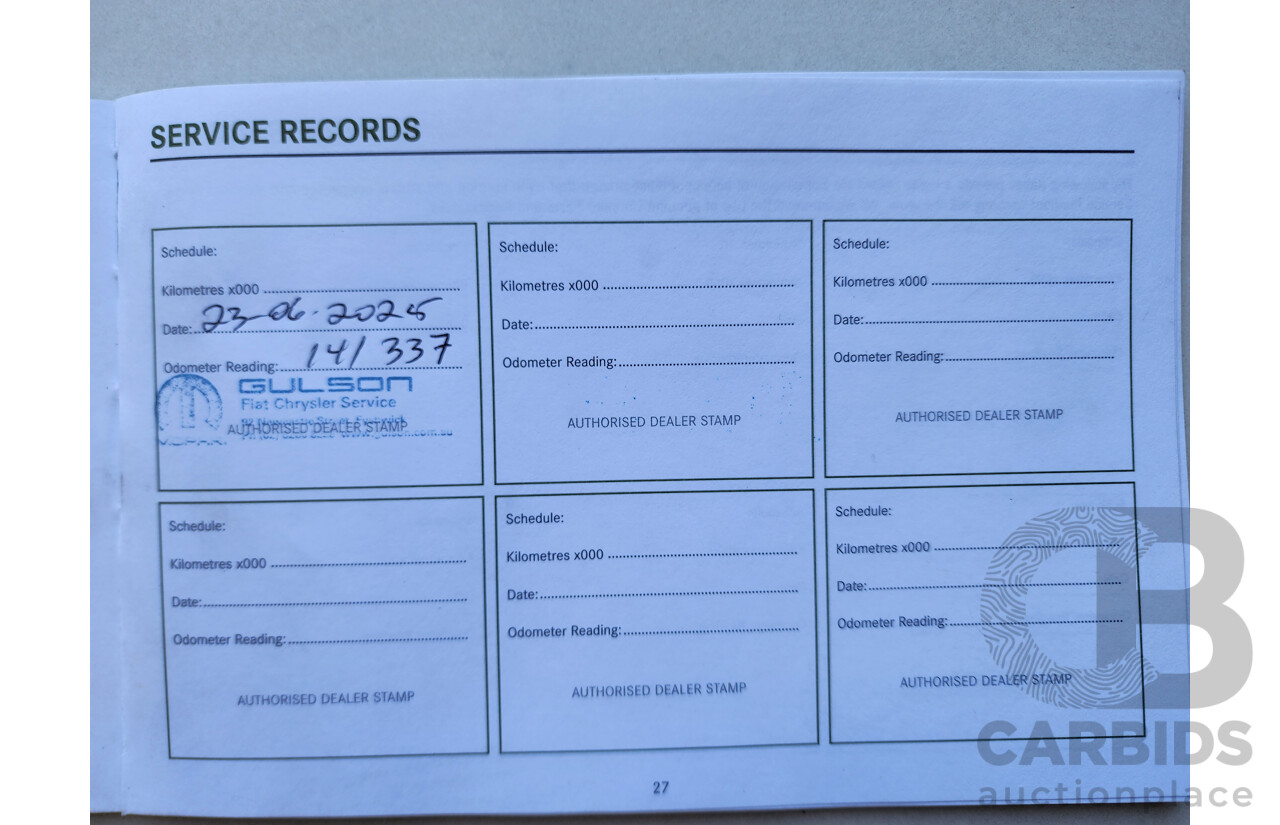 SERVICE RECORDS
Schedule:
Kilometres x000
Date: 23-06-2025
Odometer Reading: 141337
GULSON
Fiat Chrysler Service
AUTHORISED DEALER STAMP
Schedule:
Kilometres x000
Date:
Odometer Reading:
AUTHORISED DEALER STAMP
Schedule:
Kilometres x000
Date:
Odometer Reading:
AUTHORISED DEALER STAMP
Schedule:
Kilometres x000
Date:
Odometer Reading:
AUTHORISED DEALER STAMP
Schedule:
Kilometres x000
Date:
Odometer Reading:
AUTHORISED DEALER STAMP
Schedule:
Kilometres x000
Date:
Odometer Reading:
AUTHORISED DEALER STAMP
27
CB
CARBIDS
auctionplace